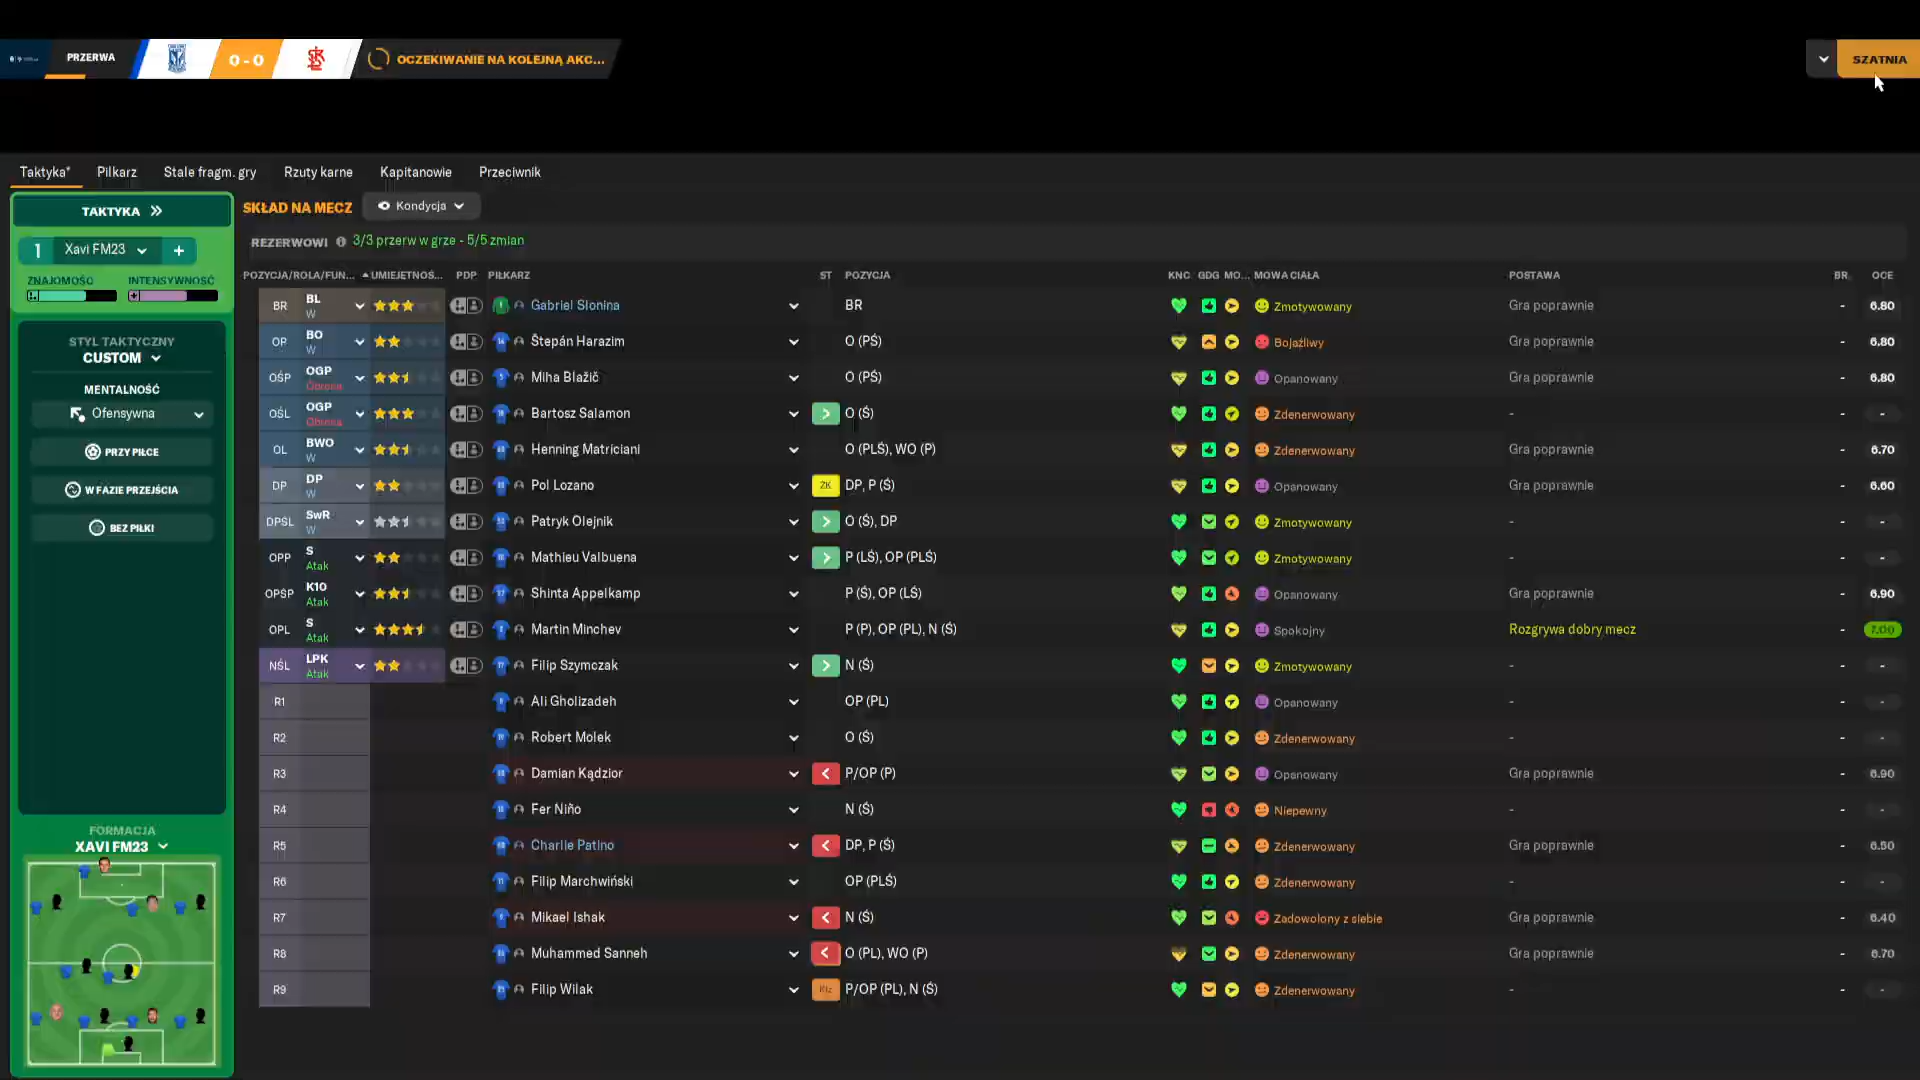 PRZERWA
0 - 0
OCZEKIWANIE NA KOLEJNĄ AKC...
SZATNIA
Taktyka* Piłkarz Stałe fragm. gry Rzuty karne Kapitanowie Przeciwnik
TAKTYKA
SKŁAD NA MECZ Kondycja
REZERWOWI 3/3 przerw w grze - 5/5 zmian
1 Xavi FM23 +
ZNAJOMOŚĆ INTENSYWNOŚĆ
STYL TAKTYCZNY
CUSTOM
MENTALNOŚĆ
Ofensywna
PRZY PIŁCE
W FAZIE PRZEJŚCIA
BEZ PIŁKI
FORMACJA
XAVI FM23
POZYCJA/ROLA/FUN... UMIEJĘTNOŚ... PDP PIŁKARZ ST POZYCJA KNC GDG MO... MOWA CIAŁA POSTAWA BR. OCE
BR BL W Gabriel Slonina BR Zmotywowany Gra poprawnie - 6.80
OP BO W Štepán Harazim O (PŚ) Bojaźliwy Gra poprawnie - 6.80
OŚP OGP Obrona Miha Blažič O (PŚ) Opanowany Gra poprawnie - 6.80
OŚL OGP Obrona Bartosz Salamon O (Ś) Zdenerwowany - - -
OL BWO W Henning Matriciani O (PLŚ), WO (P) Zdenerwowany Gra poprawnie - 6.70
DP DP W Pol Lozano ŻK DP, P (Ś) Opanowany Gra poprawnie - 6.60
DPŚL SwR W Patryk Olejnik O (Ś), DP Zmotywowany - - -
OPP S Atak Mathieu Valbuena P (LŚ), OP (PLŚ) Zmotywowany - - -
OPŚP K10 Atak Shinta Appelkamp P (Ś), OP (LŚ) Opanowany Gra poprawnie - 6.90
OPL S Atak Martin Minchev P (P), OP (PL), N (Ś) Spokojny Rozgrywa dobry mecz - 7.00
NŚL LPK Atak Filip Szymczak N (Ś) Zmotywowany - - -
R1 Ali Gholizadeh OP (PL) Opanowany - - -
R2 Robert Molek O (Ś) Zdenerwowany - - -
R3 Damian Kądzior P/OP (P) Opanowany Gra poprawnie - 6.90
R4 Fer Niño N (Ś) Niepewny - - -
R5 Charlie Patino DP, P (Ś) Zdenerwowany Gra poprawnie - 6.50
R6 Filip Marchwiński OP (PLŚ) Zdenerwowany - - -
R7 Mikael Ishak N (Ś) Zadowolony z siebie Gra poprawnie - 6.40
R8 Muhammed Sanneh O (PL), WO (P) Zdenerwowany Gra poprawnie - 6.70
R9 Filip Wilak Ktz P/OP (PL), N (Ś) Zdenerwowany - - -